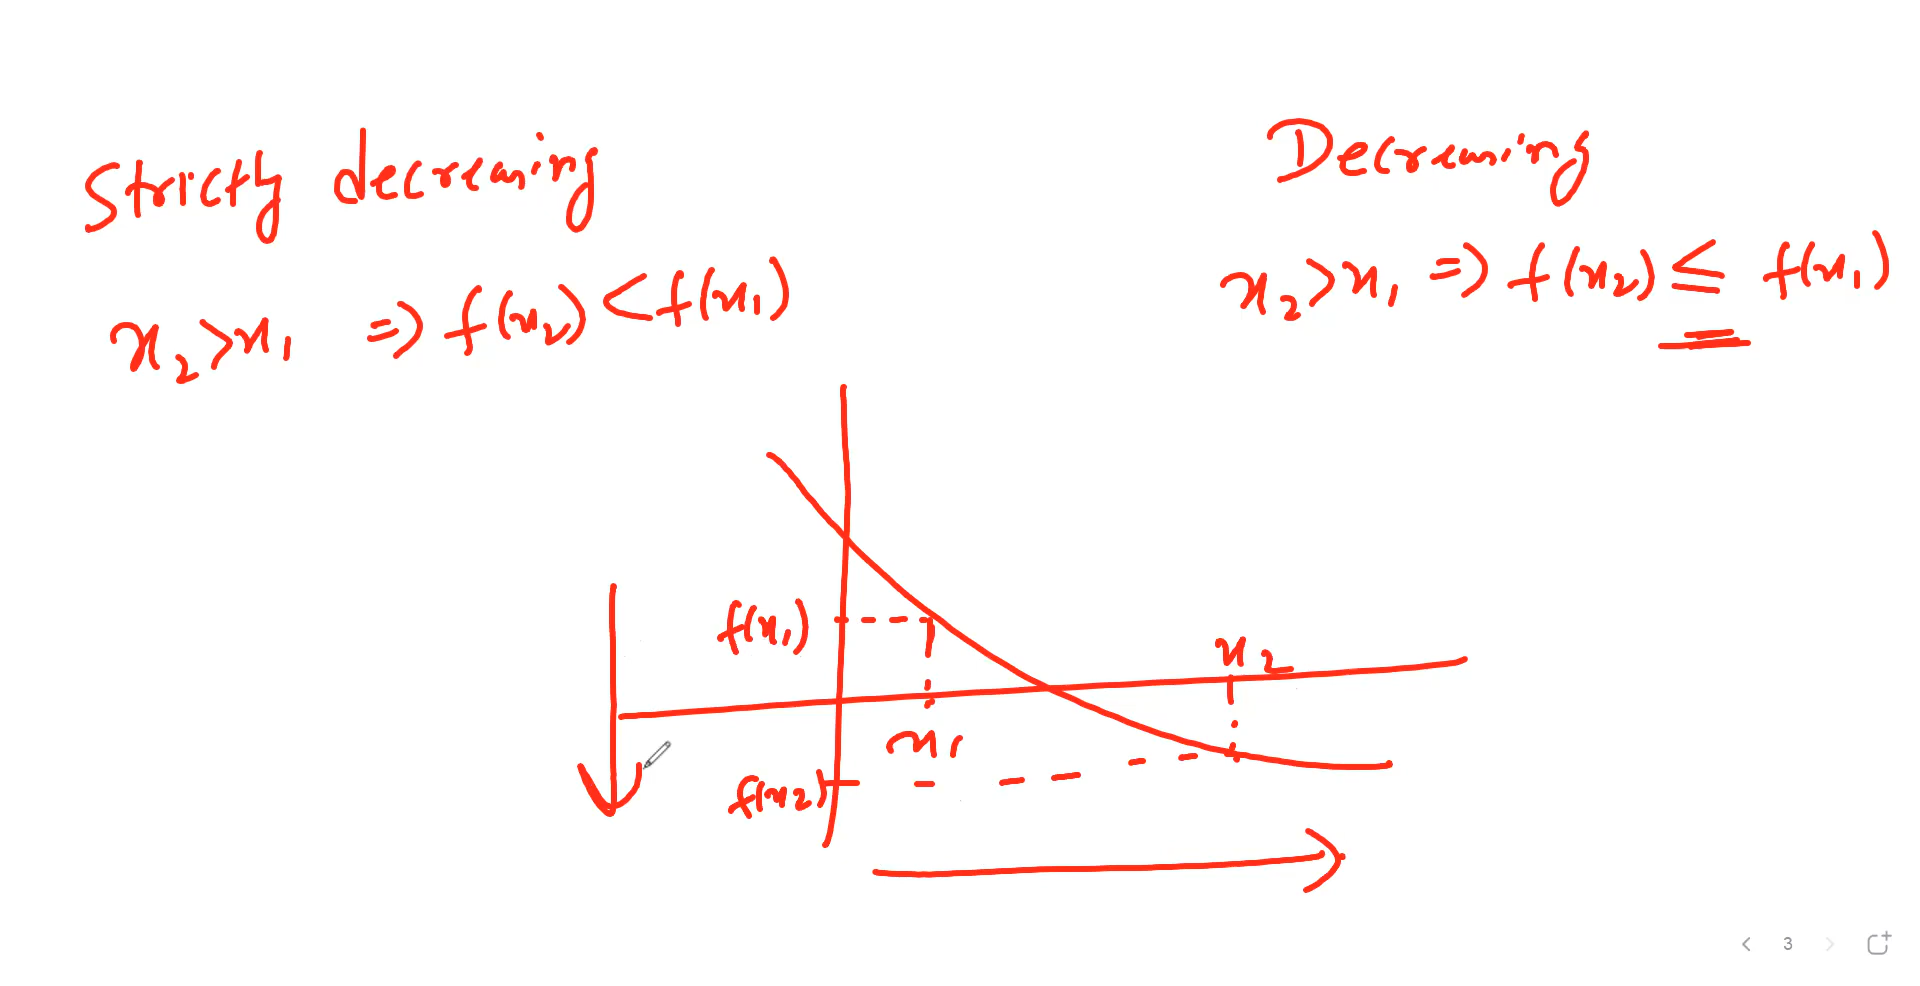 Strictly decreasing
x₂>x₁ => f(x₂)<f(x₁)
Decreasing
x₂>x₁ => f(x₂) ≤ f(x₁)
f(x₁)
x₂
x₁
f(x₂)
3